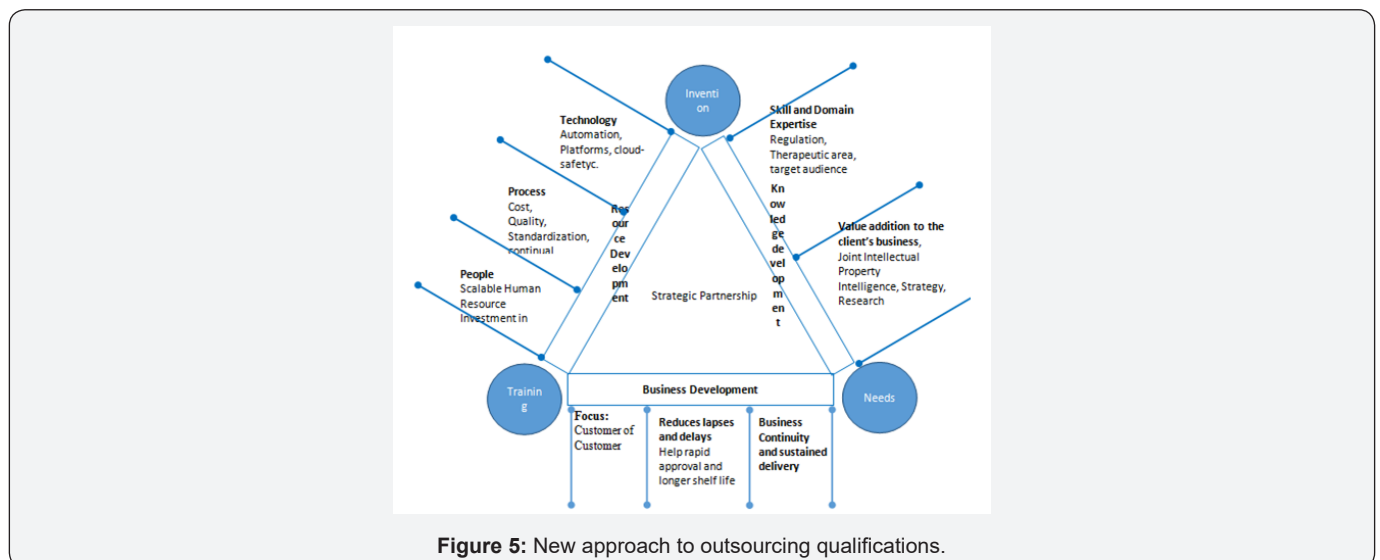 Inventi
on
Technology
Automation,
Platforms, cloud-
safetyc.
Skill and Domain
Expertise
Regulation,
Therapeutic area,
target audience
Process
Cost,
Quality,
Standardization,
continual
Res
our
ce
Dev
elo
pm
ent
Kn
ow
led
ge
de
vel
op
m
en
t
Value addition to the
client's business,
Joint Intellectual
Property
Intelligence, Strategy,
Research
People
Scalable Human
Resource
Investment in
Strategic Partnership
Trainin
g
Business Development
Needs
Focus:
Customer of
Customer
Reduces lapses
and delays
Help rapid
approval and
longer shelf life
Business
Continuity
and sustained
delivery
Figure 5: New approach to outsourcing qualifications.